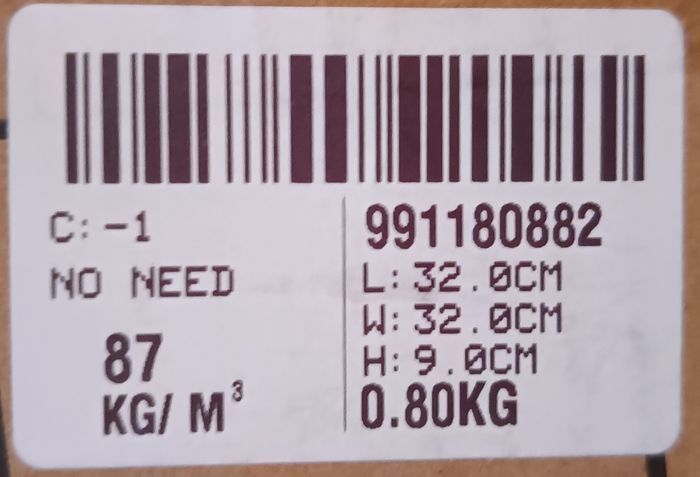 C: -1
NO NEED
87
KG/ M³
991180882
L: 32.0CM
W: 32.0CM
H: 9.0CM
0.80KG